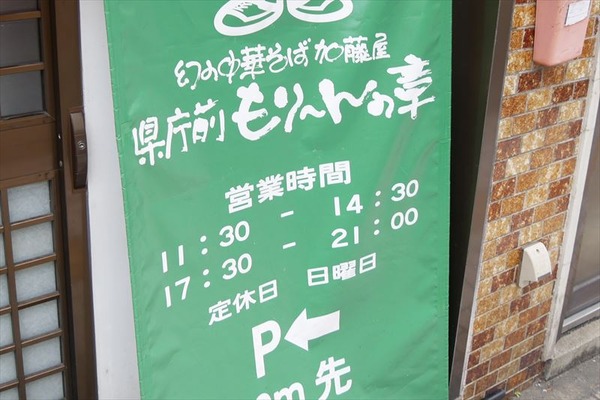 幻の中華そば加藤屋
県庁前もり〜んの章
営業時間
11:30 - 14:30
17:30 - 21:00
定休日 日曜日
P←
m先